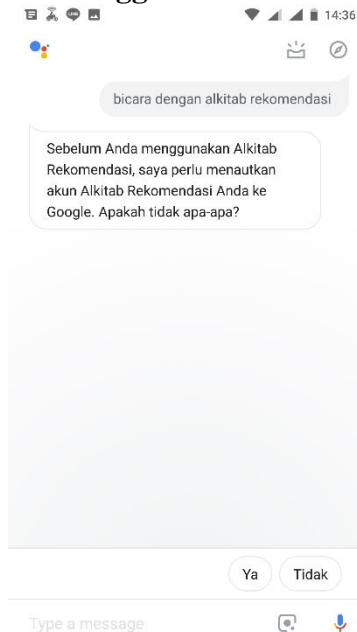 14:36
bicara dengan alkitab rekomendasi
Sebelum Anda menggunakan Alkitab
Rekomendasi, saya perlu menautkan
akun Alkitab Rekomendasi Anda ke
Google. Apakah tidak apa-apa?
Ya Tidak
Type a message